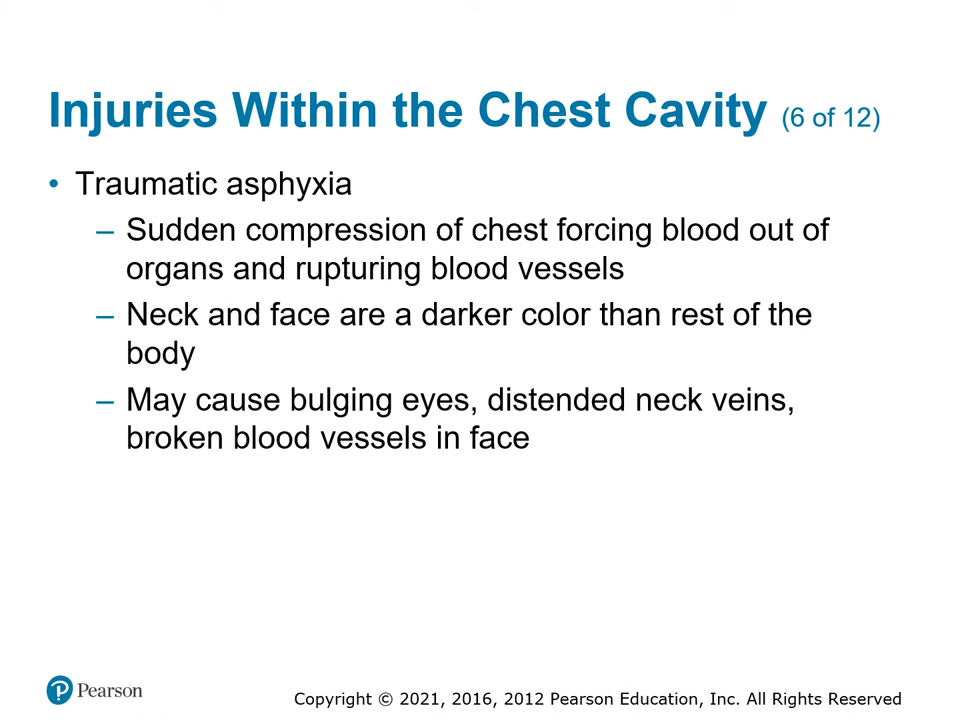 Injuries Within the Chest Cavity (6 of 12)
• Traumatic asphyxia
– Sudden compression of chest forcing blood out of
organs and rupturing blood vessels
– Neck and face are a darker color than rest of the
body
– May cause bulging eyes, distended neck veins,
broken blood vessels in face
Pearson
Copyright © 2021, 2016, 2012 Pearson Education, Inc. All Rights Reserved